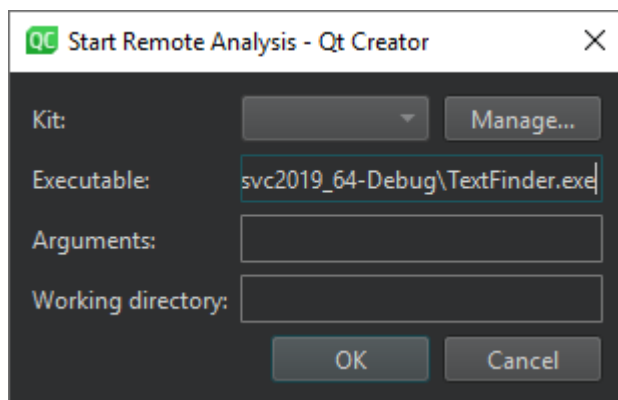 QC Start Remote Analysis - Qt Creator
Kit: Manage...
Executable: svc2019_64-Debug\TextFinder.exe
Arguments:
Working directory:
OK Cancel